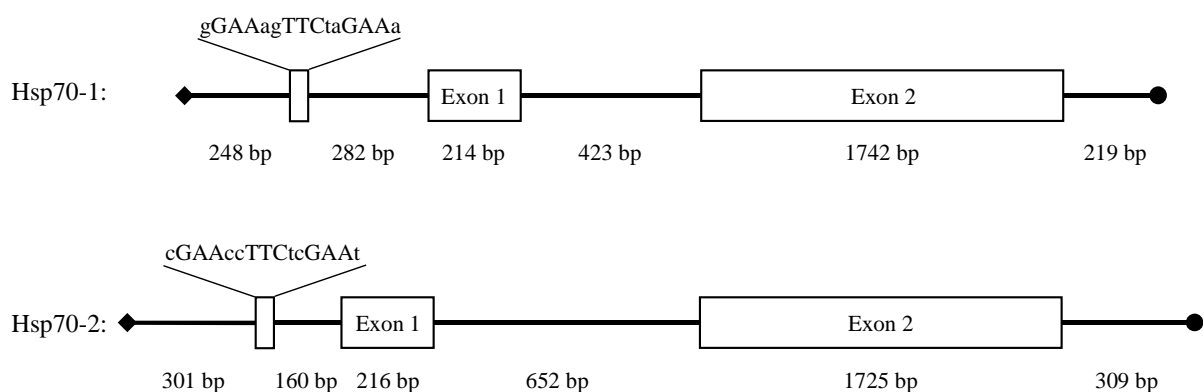 gGAAagTTCtaGAAa
Hsp70-1:
Exon 1
Exon 2
248 bp 282 bp 214 bp 423 bp 1742 bp 219 bp
cGAAccTTCtcGAAt
Hsp70-2:
Exon 1
Exon 2
301 bp 160 bp 216 bp 652 bp 1725 bp 309 bp